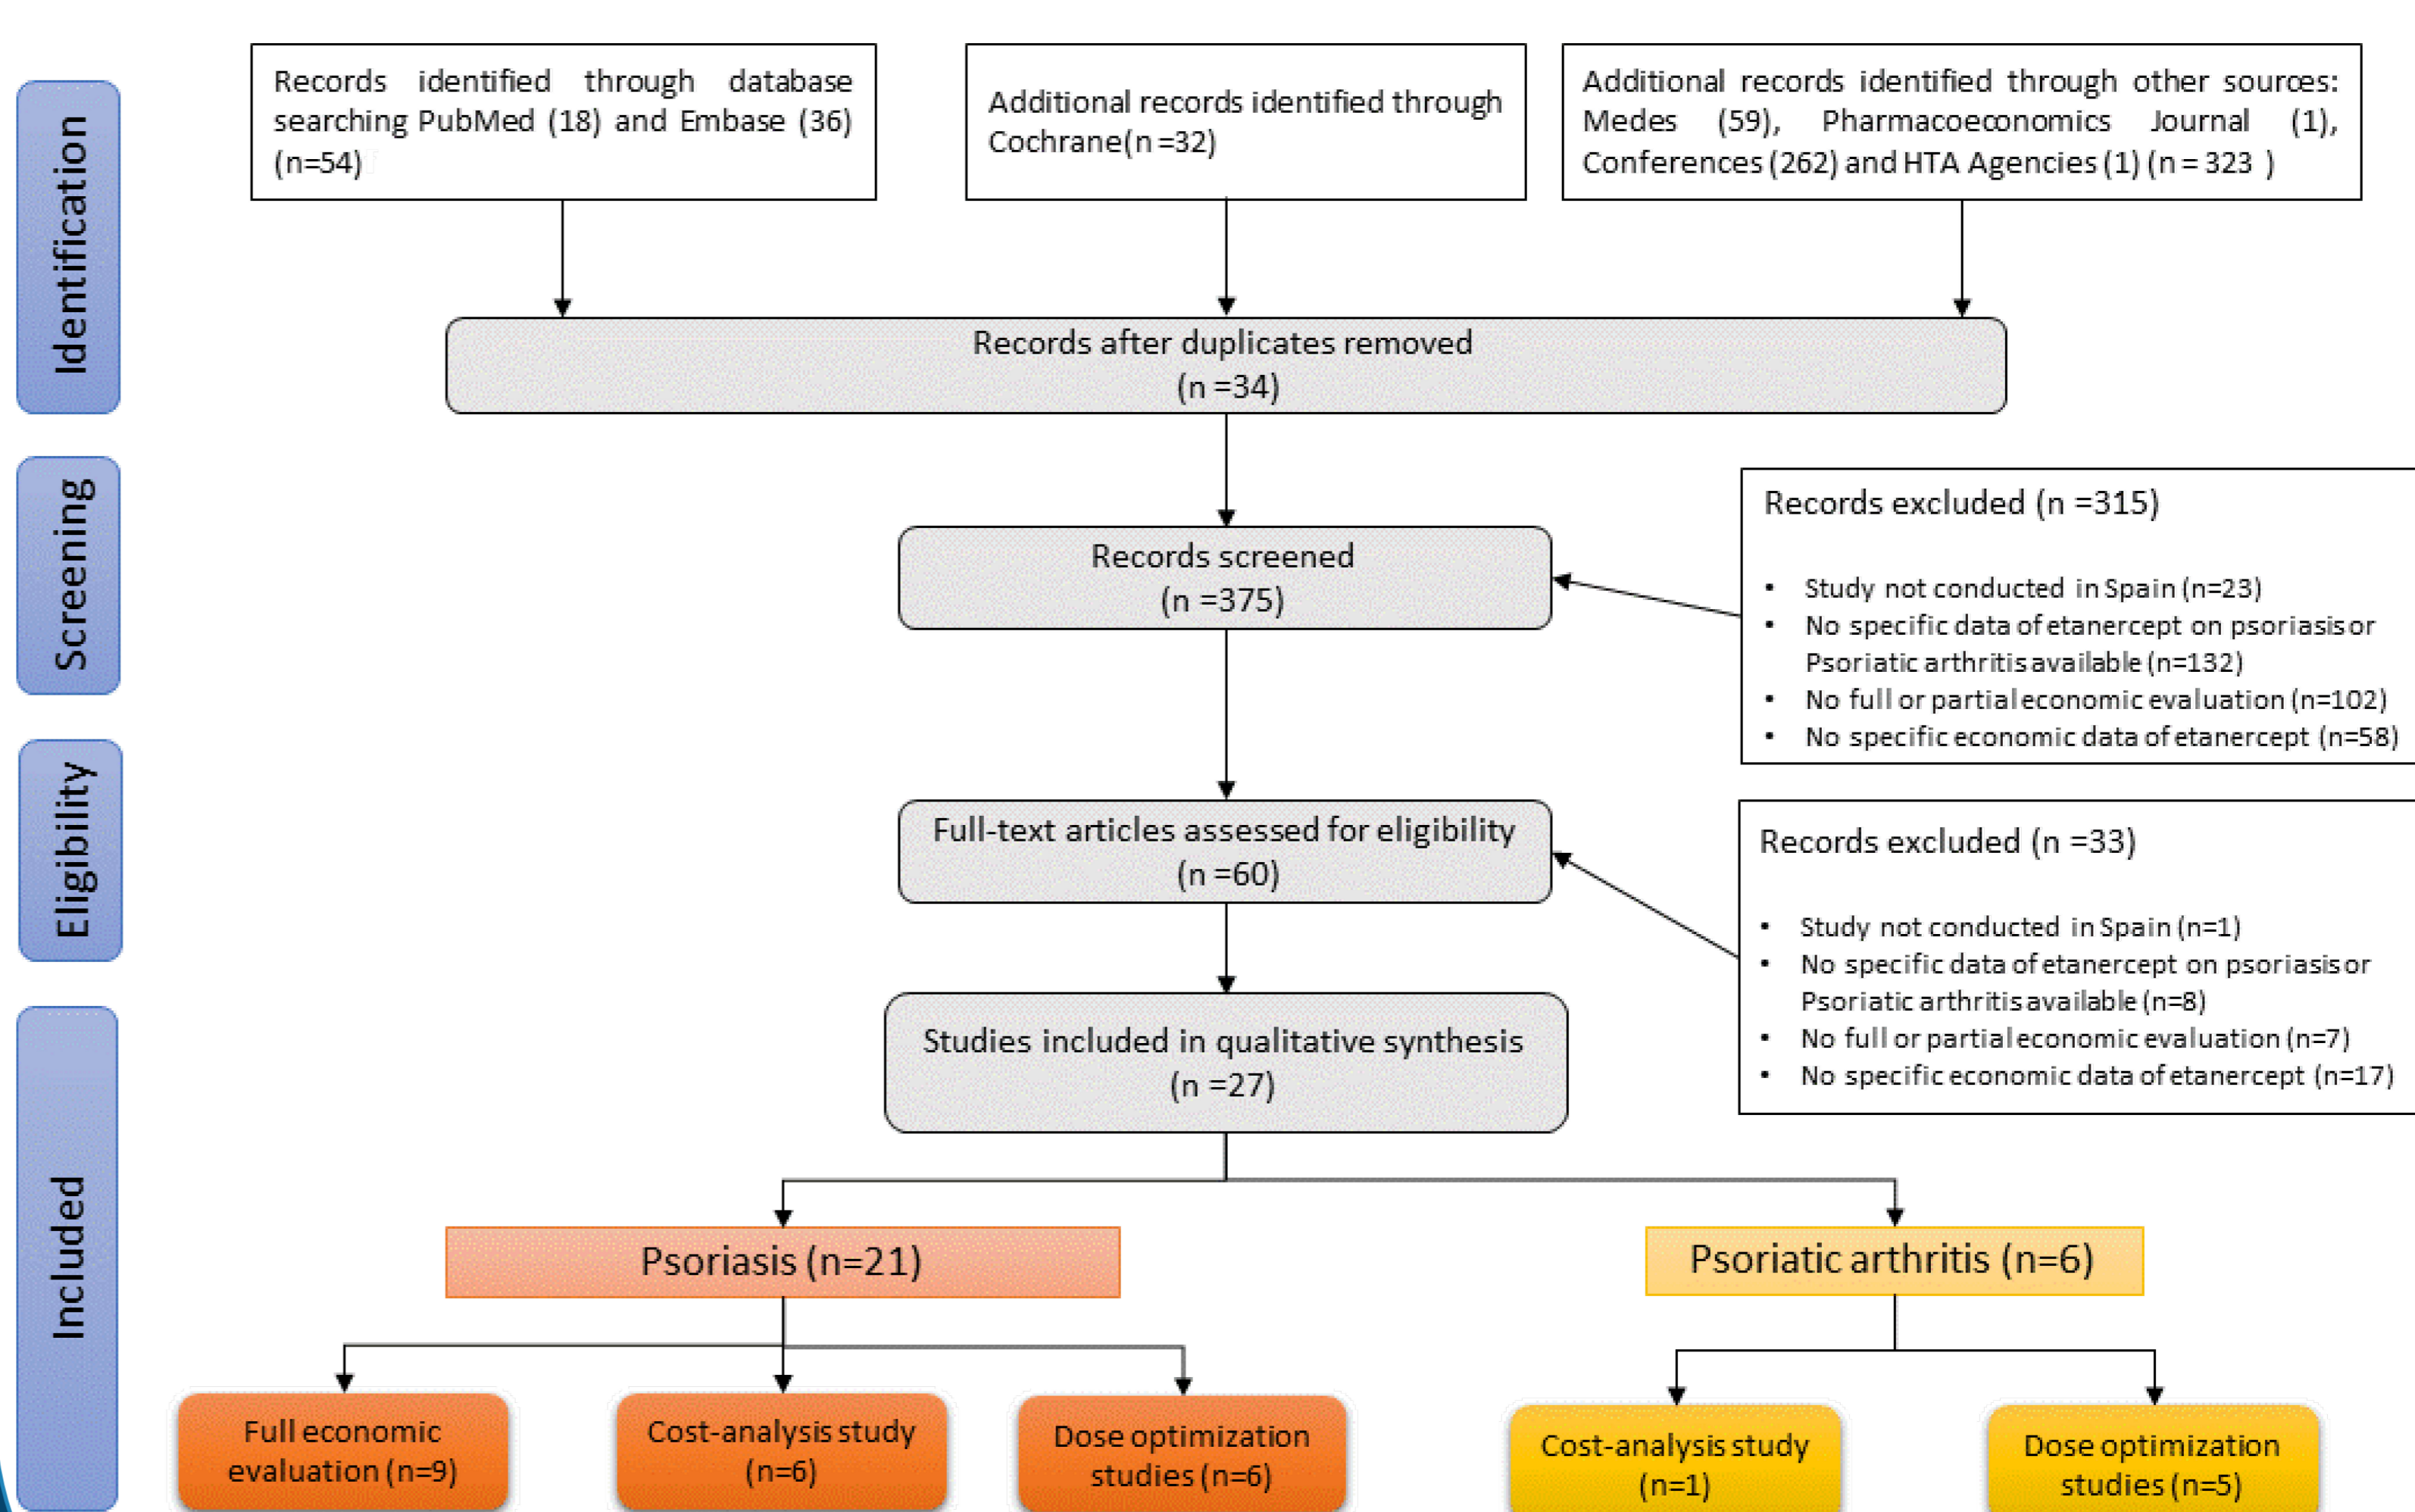 Identification
Records identified through database
searching PubMed (18) and Embase (36)
(n=54)
Additional records identified through
Cochrane(n =32)
Additional records identified through other sources:
Medes (59), Pharmacoeconomics Journal (1),
Conferences (262) and HTA Agencies (1) (n = 323 )
Records after duplicates removed
(n =34)
Screening
Records screened
(n =375)
Records excluded (n =315)
• Study not conducted in Spain (n=23)
• No specific data of etanercept on psoriasis or
Psoriatic arthritis available (n=132)
• No full or partial economic evaluation (n=102)
• No specific economic data of etanercept (n=58)
Eligibility
Full-text articles assessed for eligibility
(n =60)
Records excluded (n =33)
• Study not conducted in Spain (n=1)
• No specific data of etanercept on psoriasis or
Psoriatic arthritis available (n=8)
• No full or partial economic evaluation (n=7)
• No specific economic data of etanercept (n=17)
Included
Studies included in qualitative synthesis
(n =27)
Psoriasis (n=21)
Psoriatic arthritis (n=6)
Full economic
evaluation (n=9)
Cost-analysis study
(n=6)
Dose optimization
studies (n=6)
Cost-analysis study
(n=1)
Dose optimization
studies (n=5)